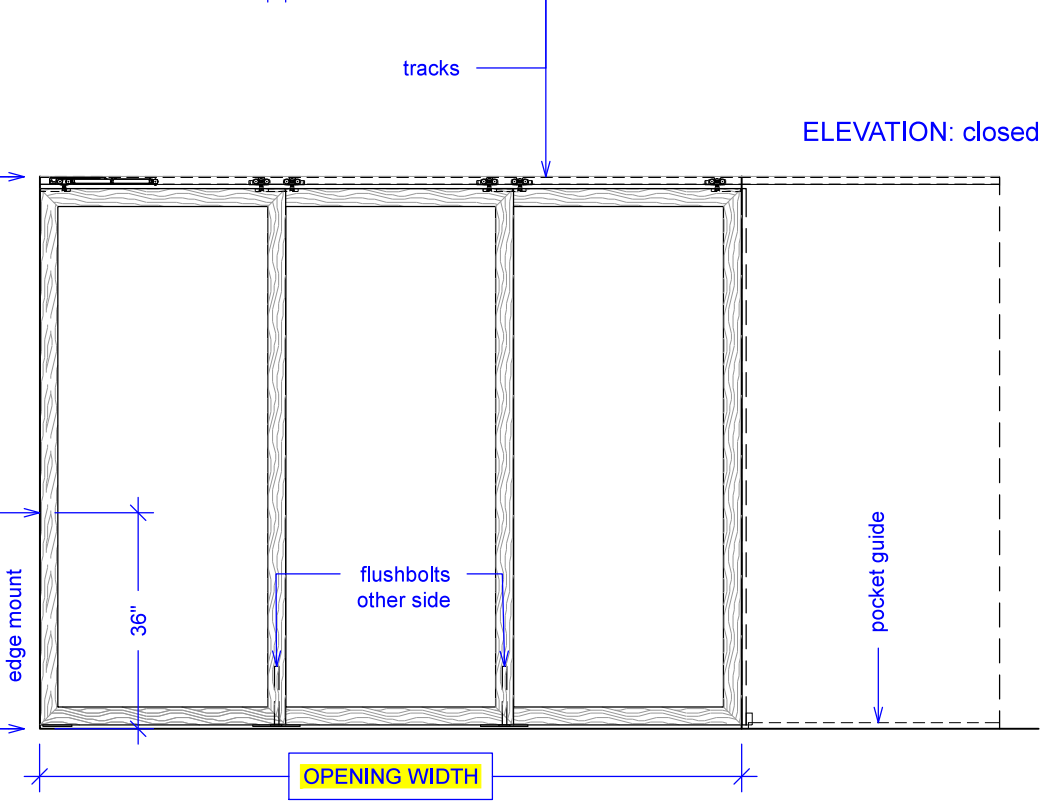 tracks
ELEVATION: closed
edge mount
36"
flushbolts
other side
pocket guide
OPENING WIDTH